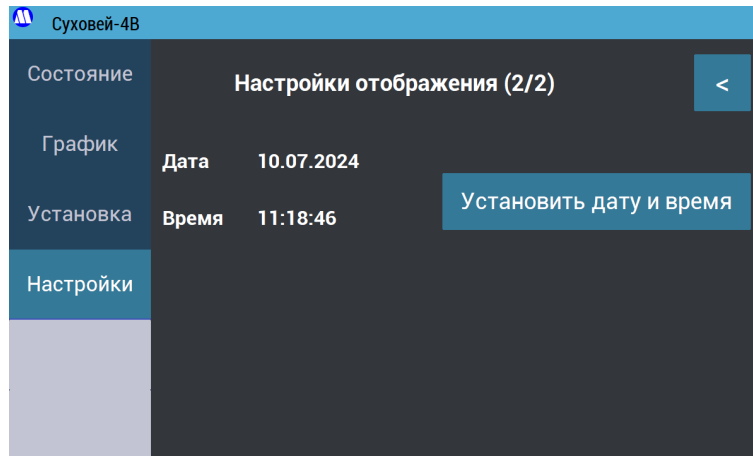 Суховей-4В
Состояние
График
Установка
Настройки
Настройки отображения (2/2)
<
Дата 10.07.2024
Время 11:18:46
Установить дату и время